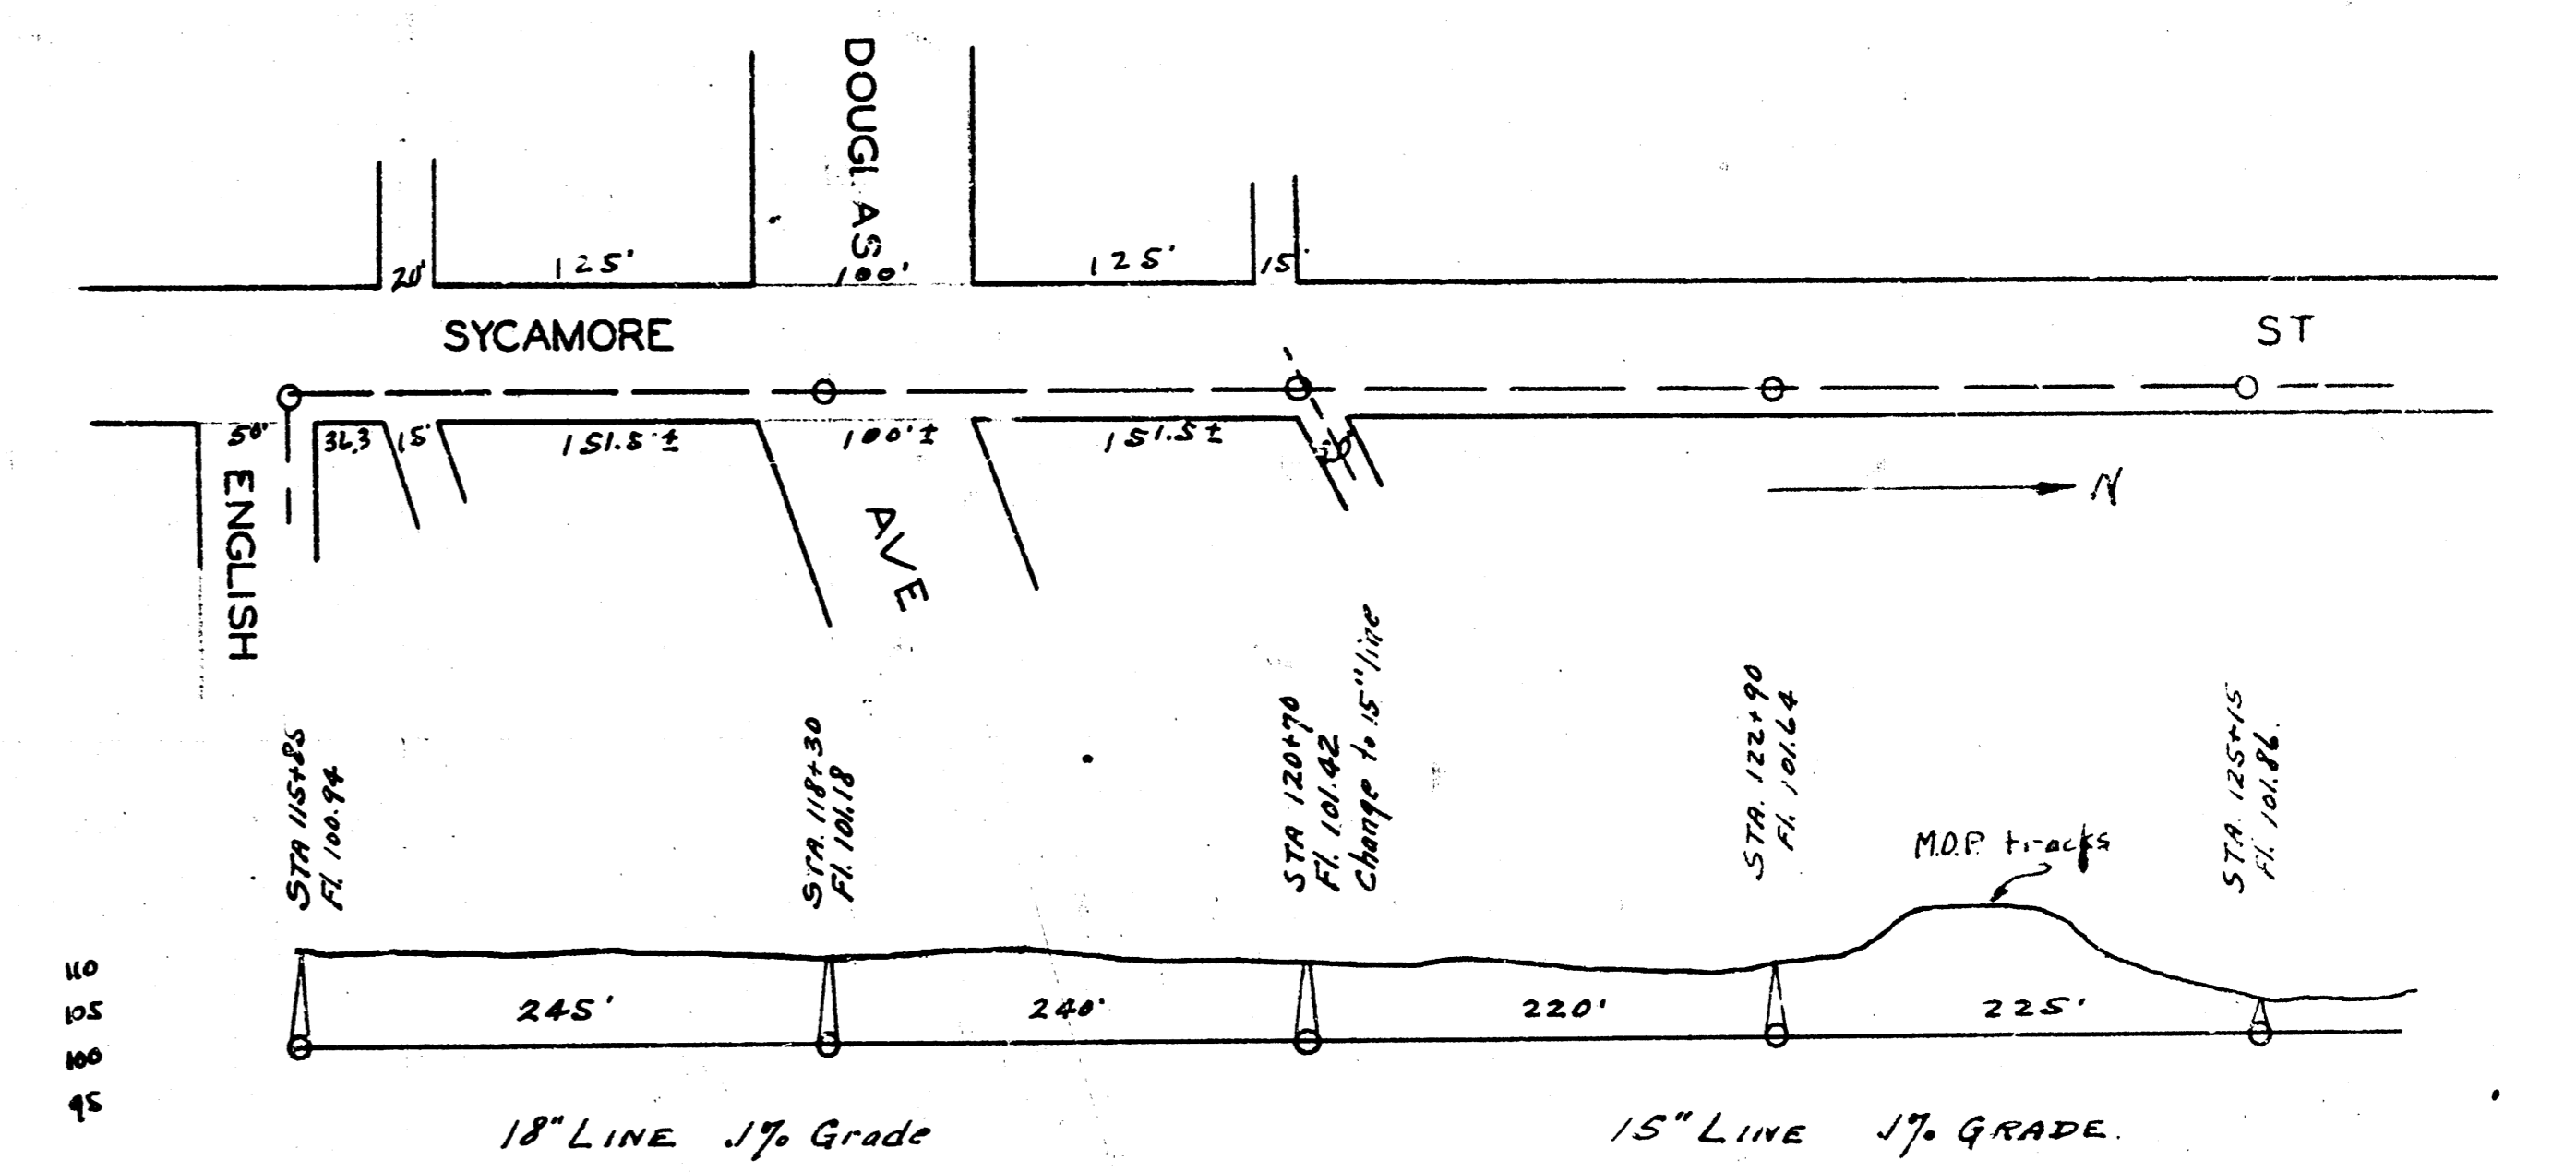 DOUGLAS
20'
125'
100'
125'
15'
SYCAMORE
ST
50'
36.3
15'
151.5'±
100'±
151.5±
ENGLISH
AVE
N
STA 115+85
Fl. 100.94
STA. 118+30
Fl. 101.18
STA 120+70
Fl. 101.42
Change to 15" line
STA. 122+90
Fl. 101.64
STA. 125+15
Fl. 101.86.
M.O.P. tracks
110
105
100
95
245'
240'
220'
225'
18" LINE .1% Grade
15" LINE .1% GRADE.